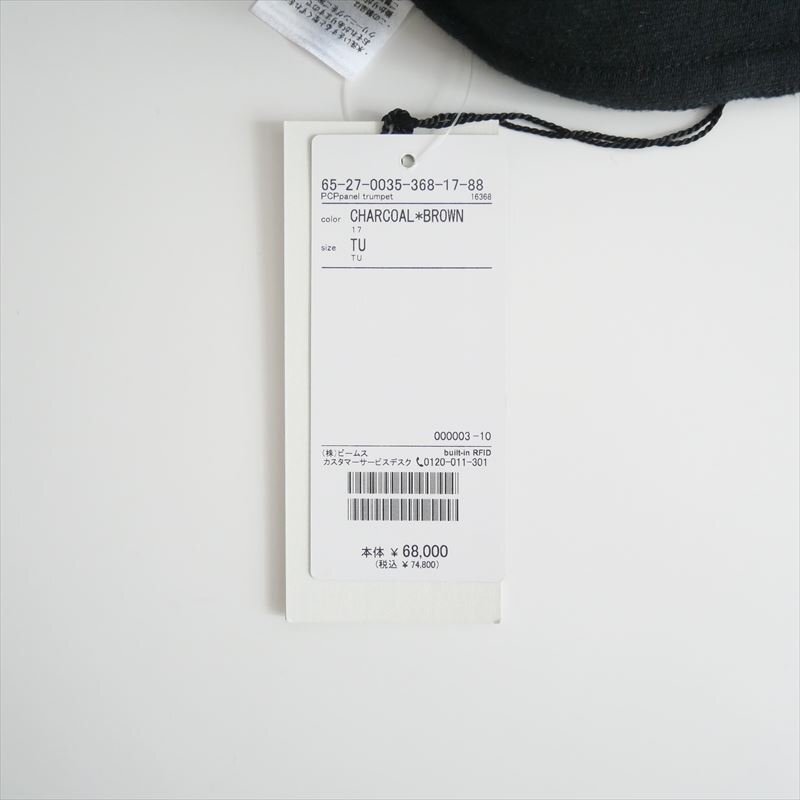 65-27-0035-368-17-88
PCPpanel trumpet 16368
color CHARCOAL*BROWN
17
size TU
TU
000003-10
(株)ビームス built-in RFID
カスタマーサービスデスク 0120-011-301
本体 ¥ 68,000
(税込 ¥ 74,800)